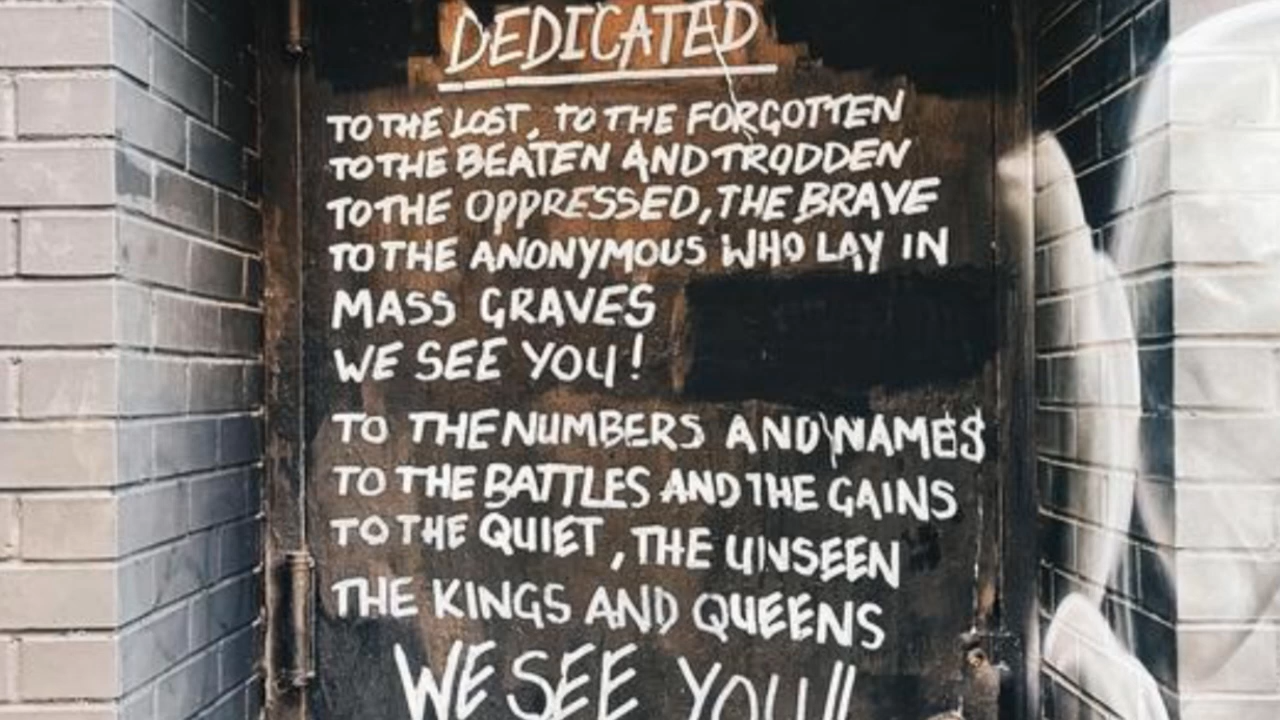 DEDICATED
TO THE LOST, TO THE FORGOTTEN
TO THE BEATEN AND TRODDEN
TO THE OPPRESSED, THE BRAVE
TO THE ANONYMOUS WHO LAY IN
MASS GRAVES
WE SEE YOU!
TO THE NUMBERS AND NAMES
TO THE BATTLES AND THE GAINS
TO THE QUIET, THE UNSEEN
THE KINGS AND QUEENS
WE SEE YOU!!